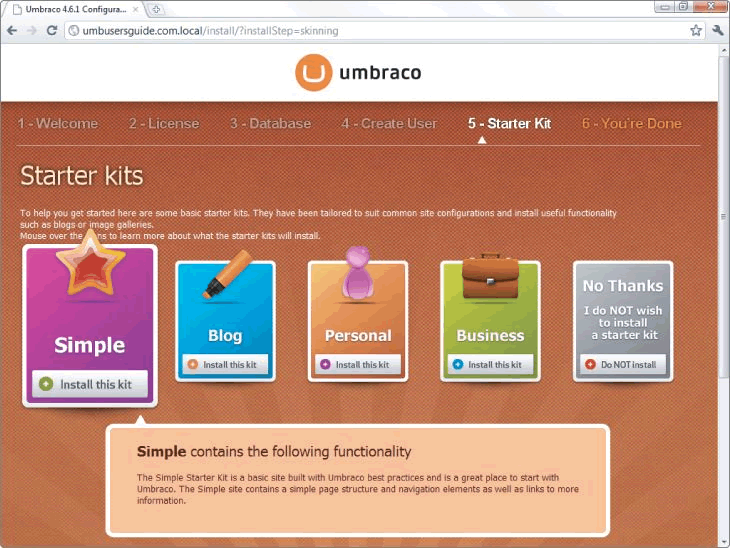 Umbraco 4.6.1 Configura...
umbusersguide.com.local/install/?installStep=skinning
umbraco
1 - Welcome 2 - License 3 - Database 4 - Create User 5 - Starter Kit 6 - You're Done
Starter kits
To help you get started here are some basic starter kits. They have been tailored to suit common site configurations and install useful functionality
such as blogs or image galleries.
Mouse over the ns to learn more about what the starter kits will install.
Simple
Install this kit
Blog
Install this kit
Personal
Install this kit
Business
Install this kit
No Thanks
I do NOT wish
to install
a starter kit
Do NOT install
Simple contains the following functionality
The Simple Starter Kit is a basic site built with Umbraco best practices and is a great place to start with
Umbraco. The Simple site contains a simple page structure and navigation elements as well as links to more
information.